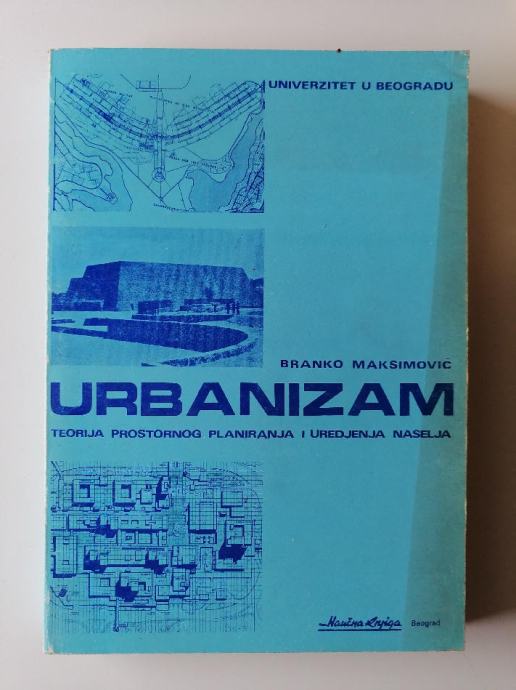 UNIVERZITET U BEOGRADU
BRANKO MAKSIMOVIĆ
URBANIZAM
TEORIJA PROSTORNOG PLANIRANJA I UREDJENJA NASELJA
Naučna Knjiga Beograd